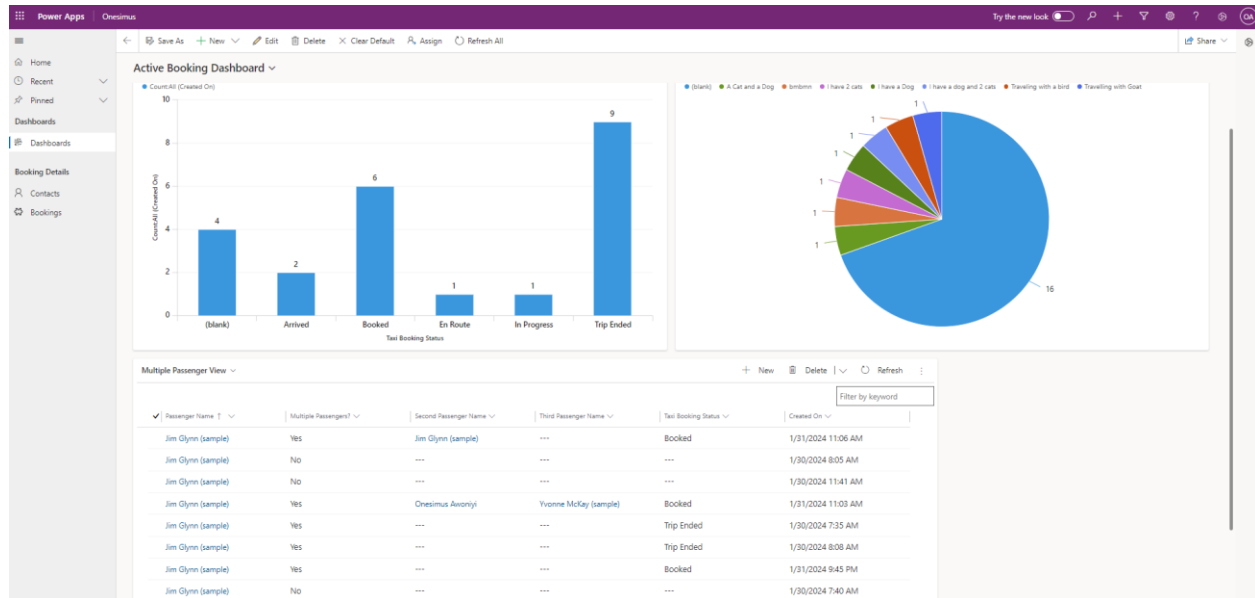 Power Apps Onesimus Try the new look ? OA
Save As New Edit Delete Clear Default Assign Refresh All Share
Home
Recent
Pinned
Dashboards
Dashboards
Booking Details
Contacts
Bookings
Active Booking Dashboard
Count:All (Created On)
10
8
6
4
2
0
Count:All (Created On)
4
2
6
1
1
9
(blank) Arrived Booked En Route In Progress Trip Ended
Taxi Booking Status
(blank) A Cat and a Dog bmbmn I have 2 cats I have a Dog I have a dog and 2 cats Traveling with a bird Travelling with Goat
1
1
1
1
1
1
1
16
Multiple Passenger View New Delete Refresh
Filter by keyword
Passenger Name Multiple Passengers? Second Passenger Name Third Passenger Name Taxi Booking Status Created On
Jim Glynn (sample) Yes Jim Glynn (sample) --- Booked 1/31/2024 11:06 AM
Jim Glynn (sample) No --- --- --- 1/30/2024 8:05 AM
Jim Glynn (sample) No --- --- --- 1/30/2024 11:41 AM
Jim Glynn (sample) Yes Onesimus Awoniyi Yvonne McKay (sample) Booked 1/31/2024 11:03 AM
Jim Glynn (sample) Yes --- --- Trip Ended 1/30/2024 7:35 AM
Jim Glynn (sample) Yes --- --- Trip Ended 1/30/2024 8:08 AM
Jim Glynn (sample) Yes --- --- Booked 1/31/2024 9:45 PM
Jim Glynn (sample) No --- --- --- 1/30/2024 7:40 AM